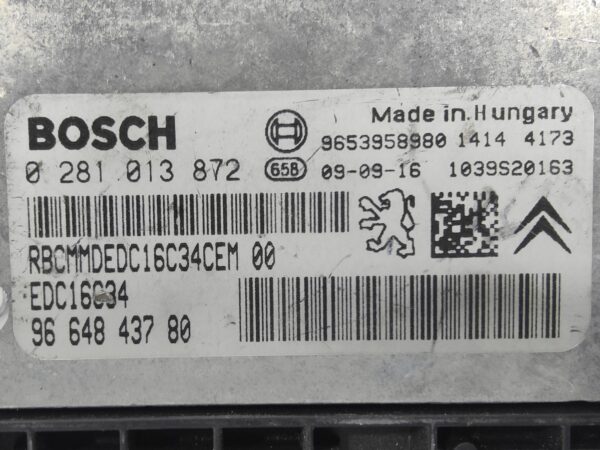 BOSCH
Made in Hungary
9653958980 1414 4173
0 281 013 872 658 09-09-16 1039S20163
RBCMMDEDC16C34CEM 00
EDC16C34
96 648 437 80